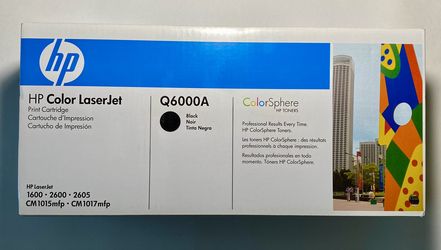 hp
HP Color LaserJet
Print Cartridge
Cartouche d'Impression
Cartucho de Impresión
Q6000A
Black
Noir
Tinta Negra
ColorSphere
HP TONERS
Professional Results Every Time.
HP ColorSphere Toners.
Les toners HP ColorSphere : des résultats
professionnels à chaque impression.
Resultados profesionales en todo
momento. Tóners HP ColorSphere.
HP LaserJet
1600 • 2600 • 2605
CM1015mfp • CM1017mfp